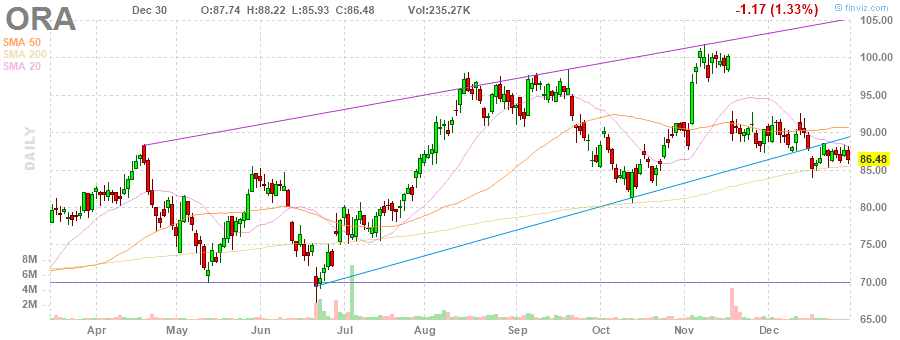 ORA
Dec 30 O:87.74 H:88.22 L:85.93 C:86.48 Vol:235.27K
-1.17 (1.33%)
© finviz.com
SMA 50
SMA 200
SMA 20
DAILY
105.00
100.00
95.00
90.00
86.48
85.00
80.00
75.00
70.00
65.00
8M
6M
4M
2M
Apr May Jun Jul Aug Sep Oct Nov Dec